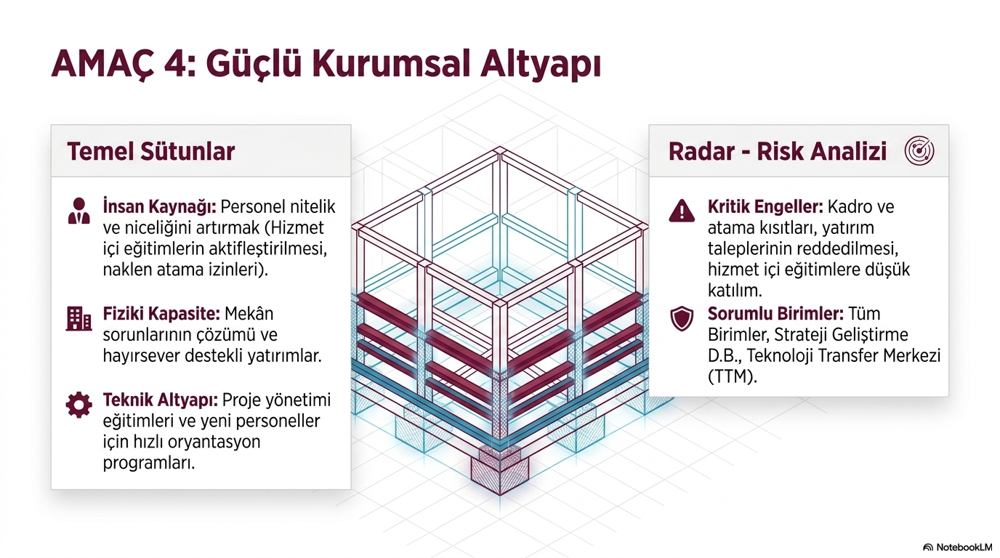 AMAÇ 4: Güçlü Kurumsal Altyapı
Temel Sütunlar
İnsan Kaynağı: Personel nitelik
ve niceliğini artırmak (Hizmet
içi eğitimlerin aktifleştirilmesi,
naklen atama izinleri).
Fiziki Kapasite: Mekân
sorunlarının çözümü ve
hayırsever destekli yatırımlar.
Teknik Altyapı: Proje yönetimi
eğitimleri ve yeni personeller
için hızlı oryantasyon
programları.
Radar - Risk Analizi
Kritik Engeller: Kadro ve
atama kısıtları, yatırım
taleplerinin reddedilmesi,
hizmet içi eğitimlere düşük
katılım.
Sorumlu Birimler: Tüm
Birimler, Strateji Geliştirme
D.B., Teknoloji Transfer Merkezi
(TTM).
NotebookLM